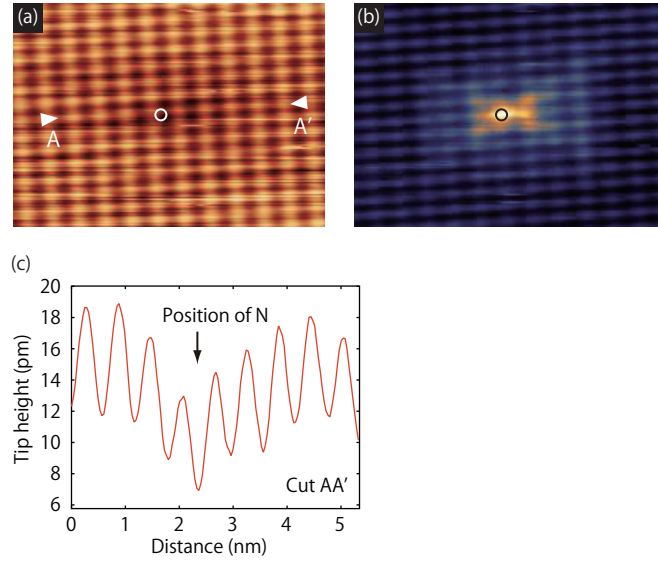 (a)
(b)
A
A'
(c)
20
18
16
14
12
10
8
6
Tip height (pm)
Position of N
Cut AA'
0
1
2
3
4
5
Distance (nm)